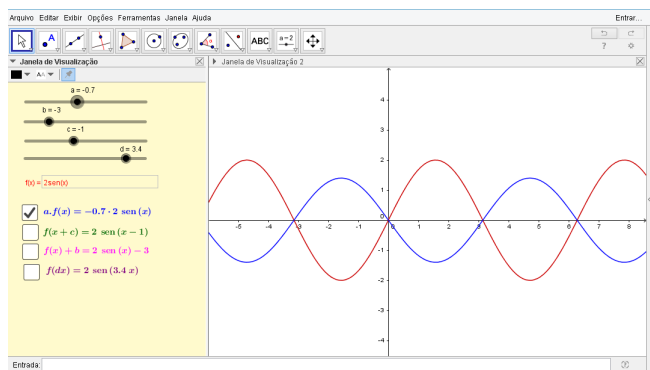 Arquivo Editar Exibir Opções Ferramentas Janela Ajuda Entrar...
ABC a=2
Janela de Visualização
Janela de Visualização 2
AA
a = -0.7
b = -3
c = -1
d = 3.4
f(x) = 2sen(x)
a.f(x) = −0.7 · 2 sen (x)
f(x + c) = 2 sen (x − 1)
f(x) + b = 2 sen (x) − 3
f(dx) = 2 sen (3.4 x)
4
3
2
1
0
-5 -4 -3 -2 -1 0 1 2 3 4 5 6 7 8
-1
-2
-3
-4
Entrada: